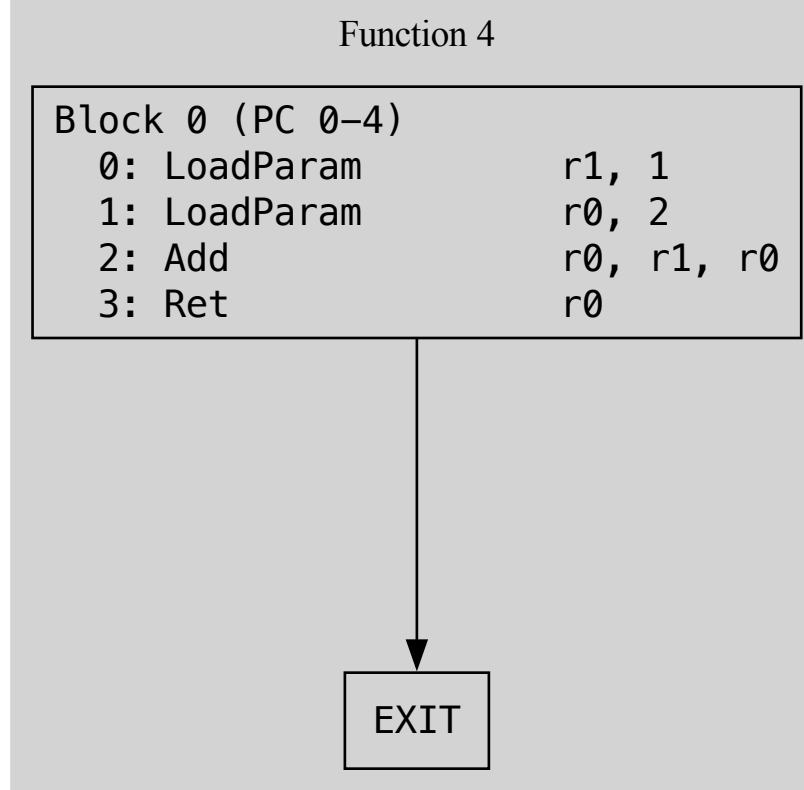 Function 4
Block 0 (PC 0–4)
0: LoadParam r1, 1
1: LoadParam r0, 2
2: Add r0, r1, r0
3: Ret r0
EXIT